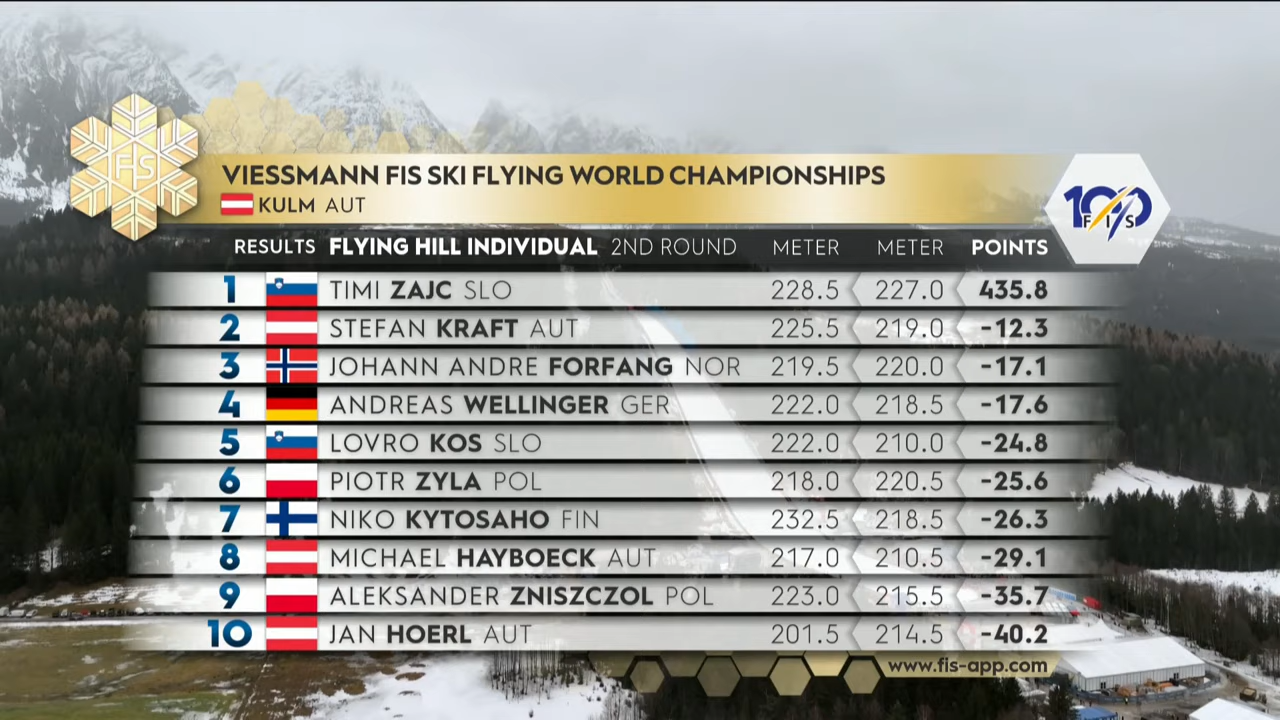 FIS
VIESSMANN FIS SKI FLYING WORLD CHAMPIONSHIPS
KULM AUT
100
FIS
RESULTS FLYING HILL INDIVIDUAL 2ND ROUND METER METER POINTS
1 TIMI ZAJC SLO 228.5 227.0 435.8
2 STEFAN KRAFT AUT 225.5 219.0 -12.3
3 JOHANN ANDRE FORFANG NOR 219.5 220.0 -17.1
4 ANDREAS WELLINGER GER 222.0 218.5 -17.6
5 LOVRO KOS SLO 222.0 210.0 -24.8
6 PIOTR ZYLA POL 218.0 220.5 -25.6
7 NIKO KYTOSAHO FIN 232.5 218.5 -26.3
8 MICHAEL HAYBOECK AUT 217.0 210.5 -29.1
9 ALEKSANDER ZNISZCZOL POL 223.0 215.5 -35.7
10 JAN HOERL AUT 201.5 214.5 -40.2
www.fis-app.com